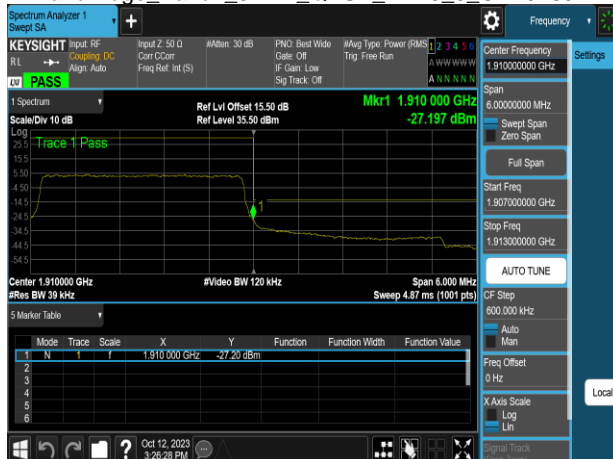 Spectrum Analyzer 1
Swept SA
Frequency
KEYSIGHT
RL
Input: RF
Coupling: DC
Align: Auto
Input Z: 50 Ω
Corr CCorr
Freq Ref: Int (S)
#Atten: 30 dB
PNO: Best Wide
Gate: Off
IF Gain: Low
Sig Track: Off
#Avg Type: Power (RMS
Trig: Free Run
1 2 3 4 5 6
A WW WW W
A N N N N N
LXI
PASS
1 Spectrum
Scale/Div 10 dB
Ref Lvl Offset 15.50 dB
Ref Level 35.50 dBm
Mkr1 1.910 000 GHz
-27.197 dBm
Log
Trace 1 Pass
25.5
15.5
5.50
-4.50
-14.5
-24.5
-34.5
-44.5
-54.5
1
Center 1.910000 GHz
#Res BW 39 kHz
#Video BW 120 kHz
Span 6.000 MHz
Sweep 4.87 ms (1001 pts)
5 Marker Table
Mode Trace Scale X Y Function Function Width Function Value
1 N 1 f 1.910 000 GHz -27.20 dBm
2
3
4
5
6
Oct 12, 2023
3:26:28 PM
Center Frequency
1.910000000 GHz
Settings
Span
6.00000000 MHz
Swept Span
Zero Span
Full Span
Start Freq
1.907000000 GHz
Stop Freq
1.913000000 GHz
AUTO TUNE
CF Step
600.000 kHz
Auto
Man
Freq Offset
0 Hz
X Axis Scale
Log
Lin
Local
Signal Track